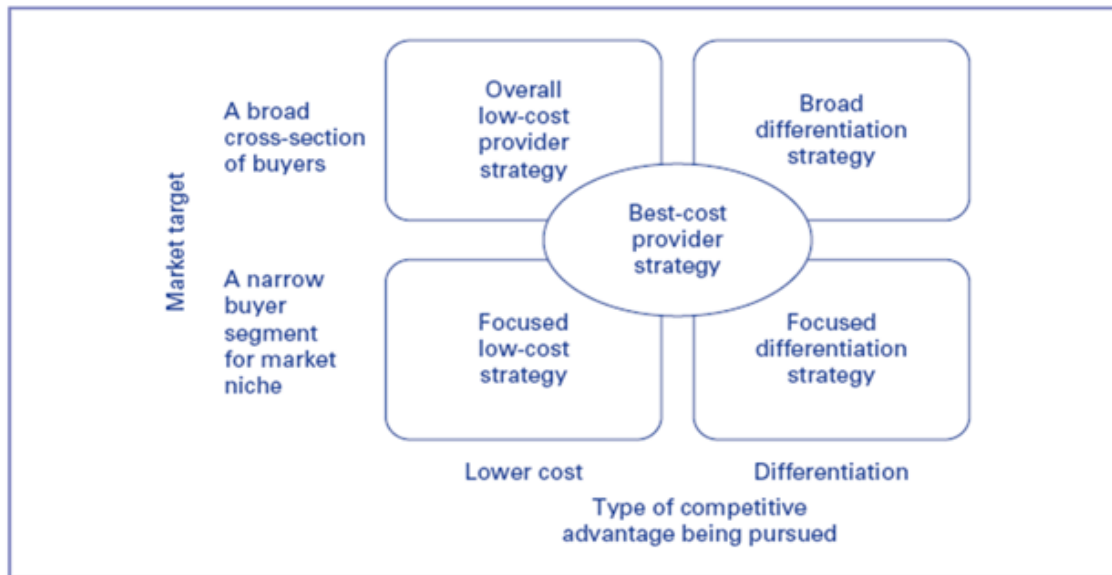 Overall
low-cost
provider
strategy
Broad
differentiation
strategy
A broad
cross-section
of buyers
Best-cost
provider
strategy
Market target
A narrow
buyer
segment
for market
niche
Focused
low-cost
strategy
Focused
differentiation
strategy
Lower cost
Differentiation
Type of competitive
advantage being pursued